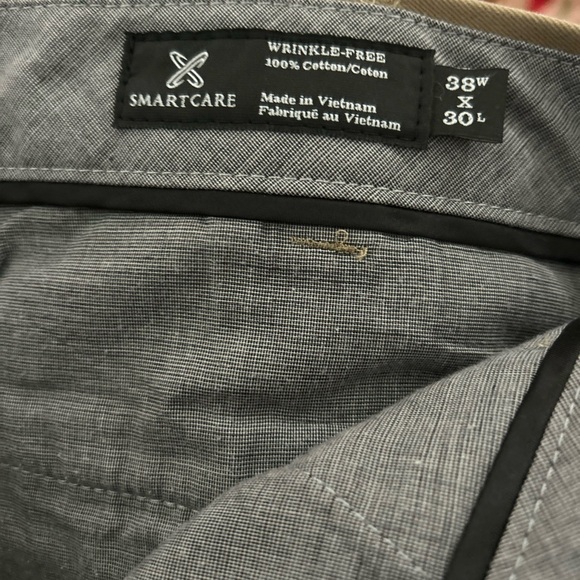 WRINKLE-FREE
100% Cotton/Coton
SMARTCARE
Made in Vietnam
Fabriqué au Vietnam
38W
X
30L